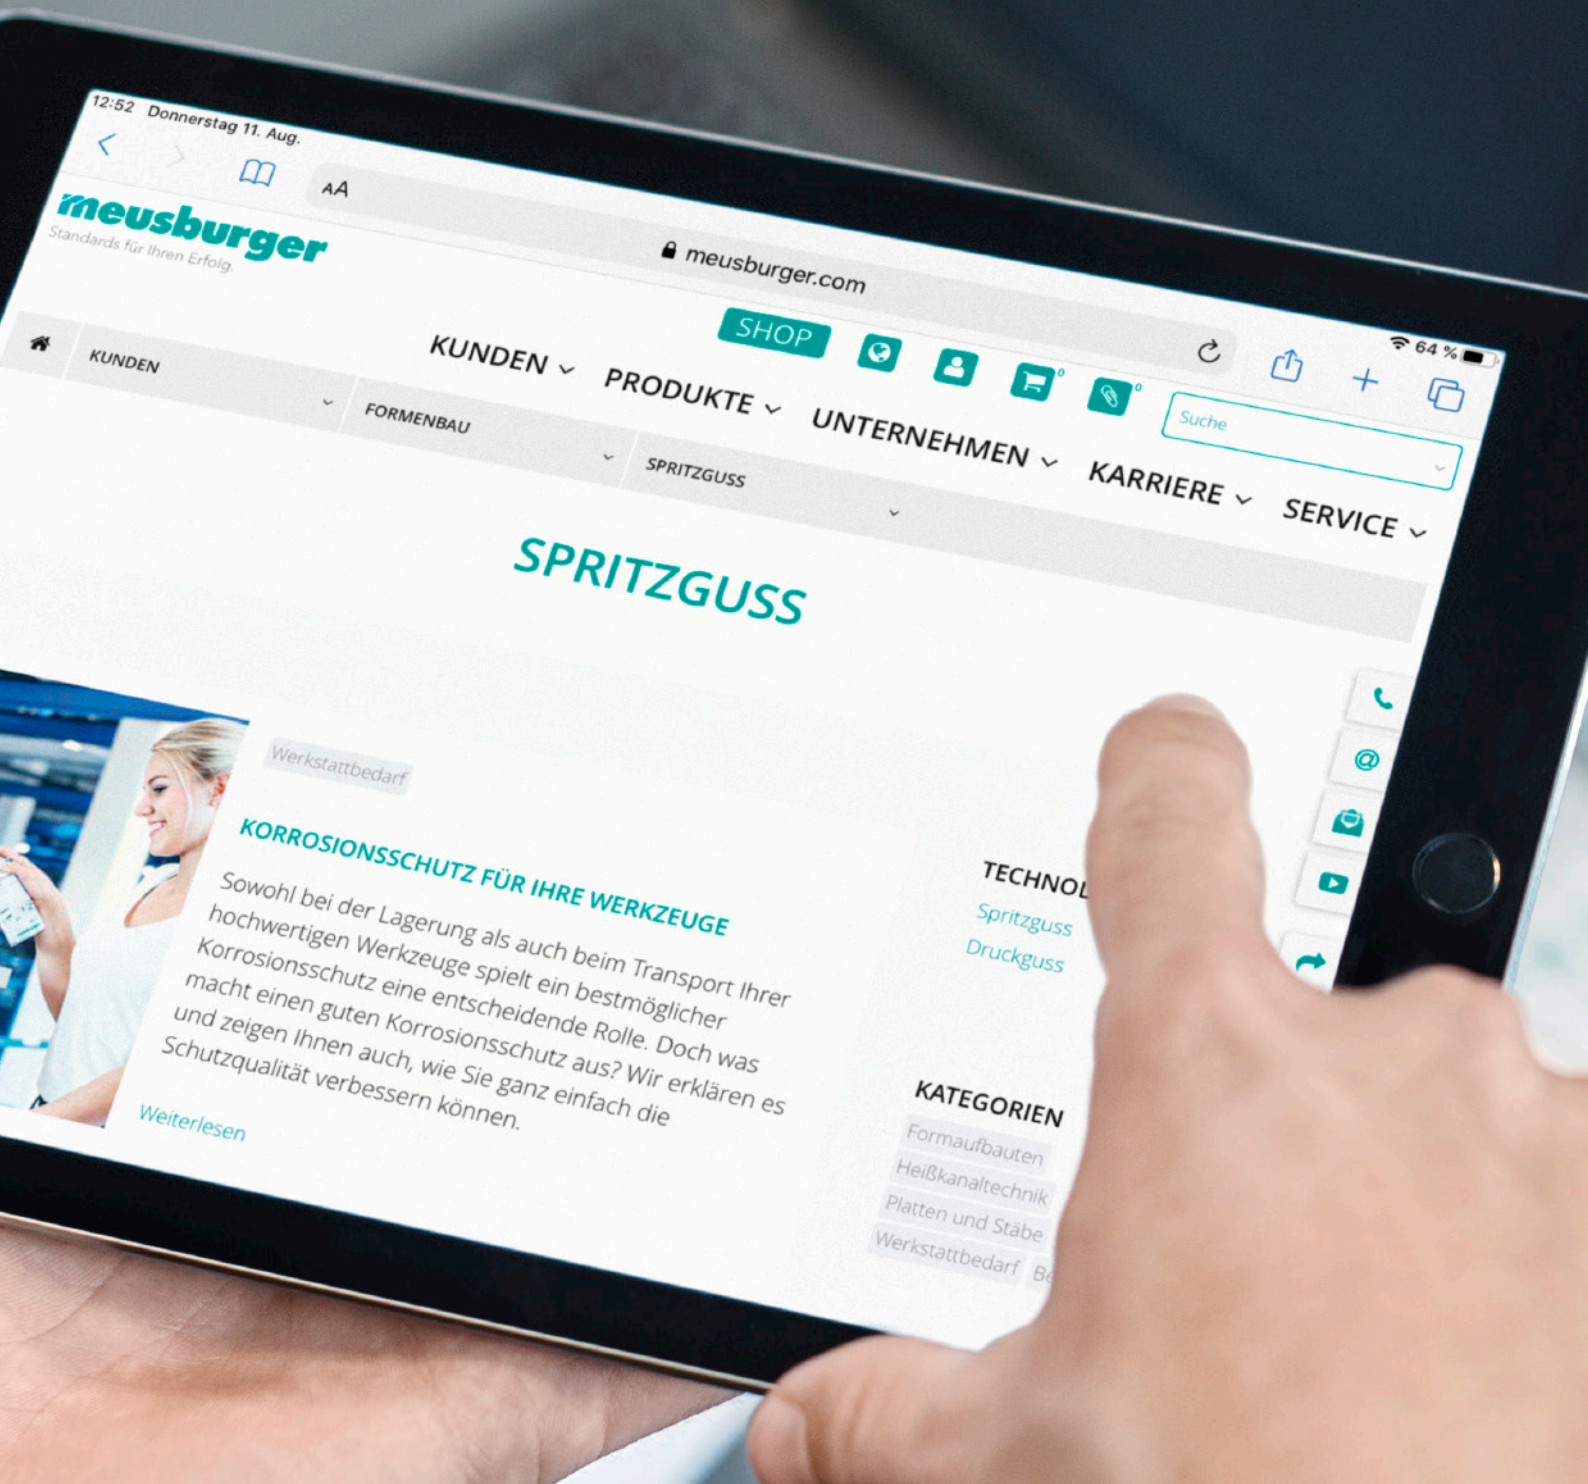 12:52 Donnerstag 11. Aug.
64 %
AA
meusburger.com
meusburger
Standards für Ihren Erfolg.
SHOP
0
0
Suche
KUNDEN PRODUKTE UNTERNEHMEN KARRIERE SERVICE
KUNDEN FORMENBAU SPRITZGUSS
SPRITZGUSS
Werkstattbedarf
KORROSIONSSCHUTZ FÜR IHRE WERKZEUGE
Sowohl bei der Lagerung als auch beim Transport Ihrer
hochwertigen Werkzeuge spielt ein bestmöglicher
Korrosionsschutz eine entscheidende Rolle. Doch was
macht einen guten Korrosionsschutz aus? Wir erklären es
und zeigen Ihnen auch, wie Sie ganz einfach die
Schutzqualität verbessern können.
Weiterlesen
TECHNOL
Spritzguss
Druckguss
KATEGORIEN
Formaufbauten
Heißkanaltechnik
Platten und Stäbe
Werkstattbedarf